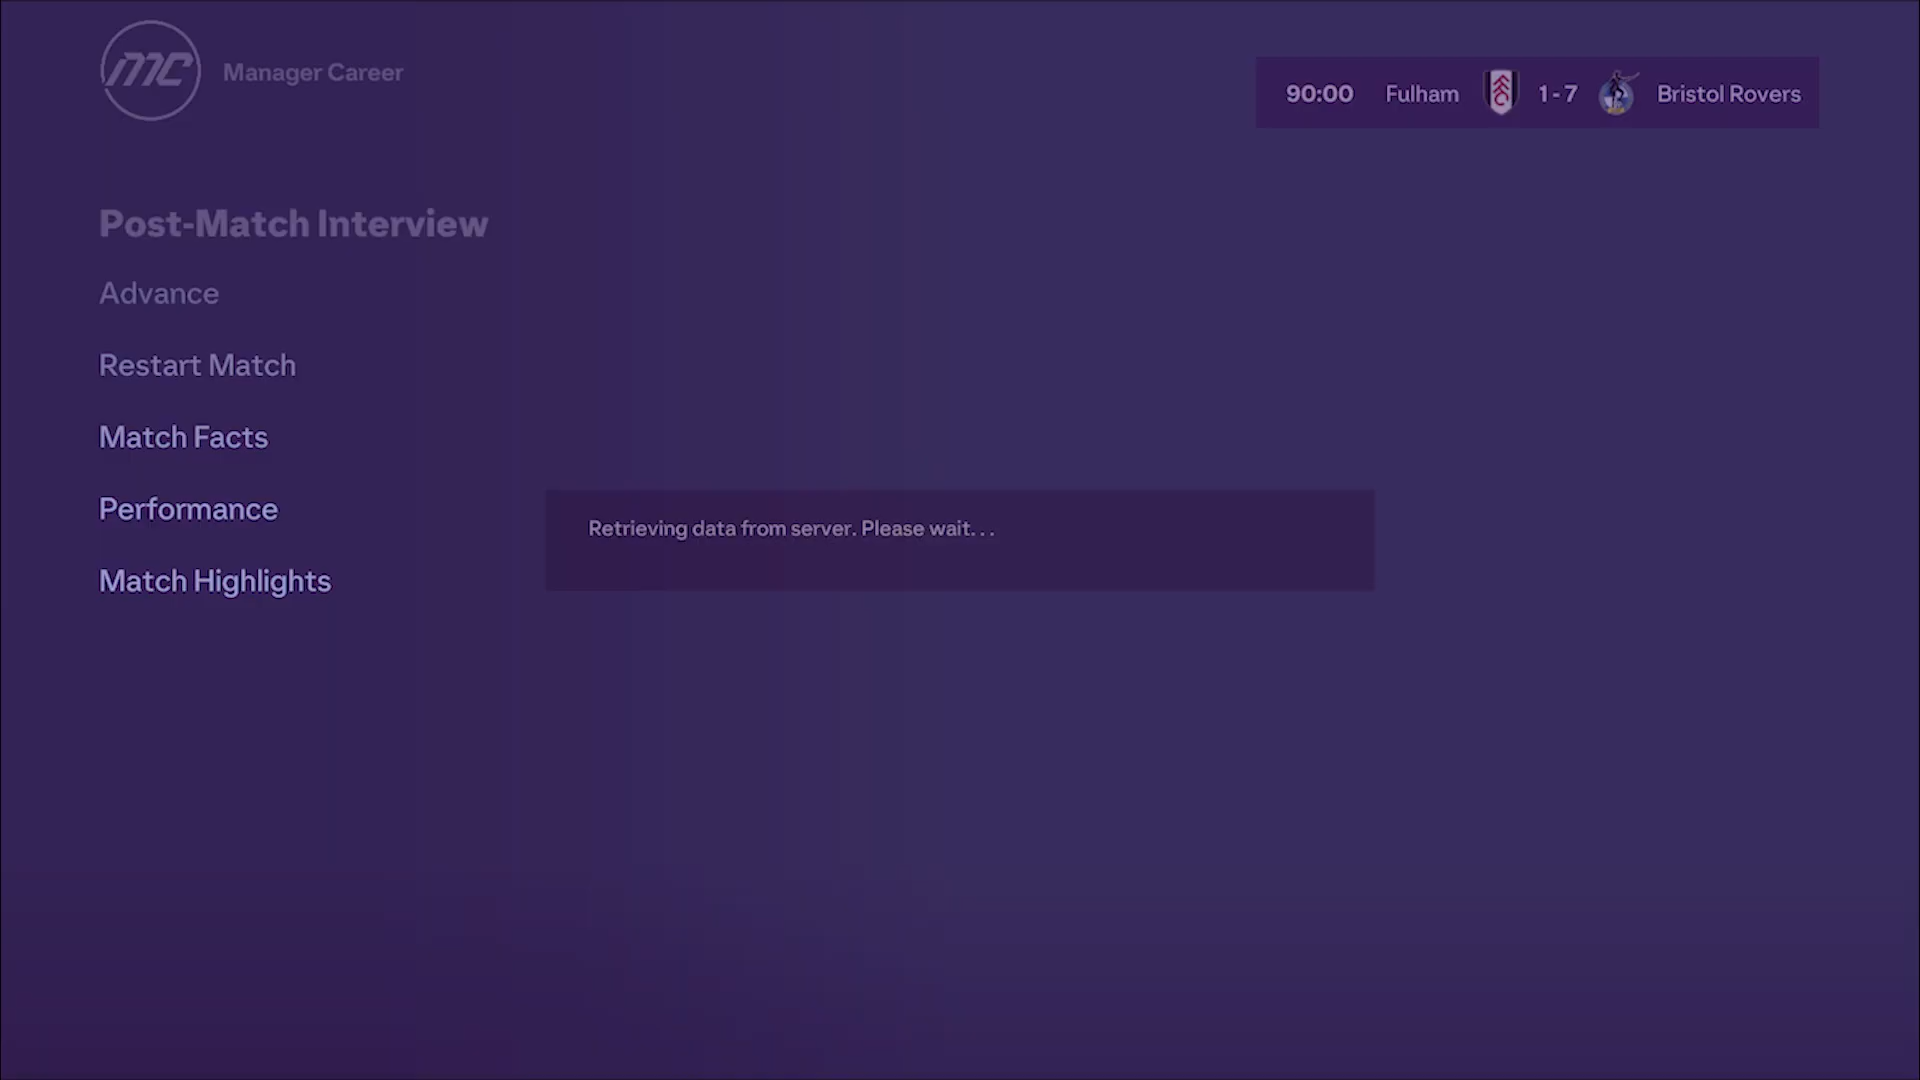 MC Manager Career
90:00 Fulham 1 - 7 Bristol Rovers
Post-Match Interview
Advance
Restart Match
Match Facts
Performance
Match Highlights
Retrieving data from server. Please wait. . .